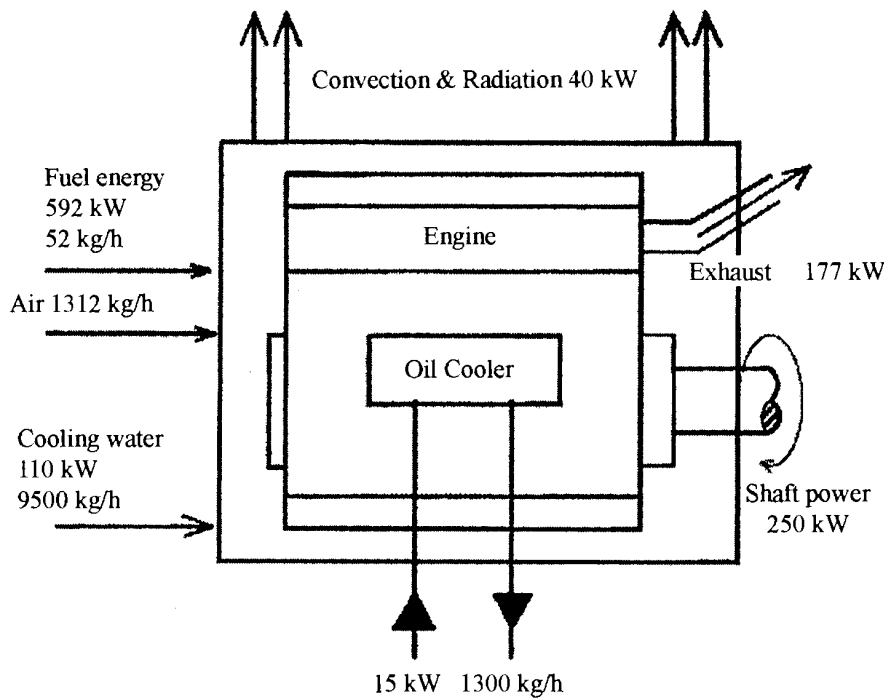 Convection & Radiation 40 kW
Fuel energy
592 kW
52 kg/h
Engine
Exhaust 177 kW
Air 1312 kg/h
Oil Cooler
Cooling water
110 kW
9500 kg/h
Shaft power
250 kW
15 kW 1300 kg/h